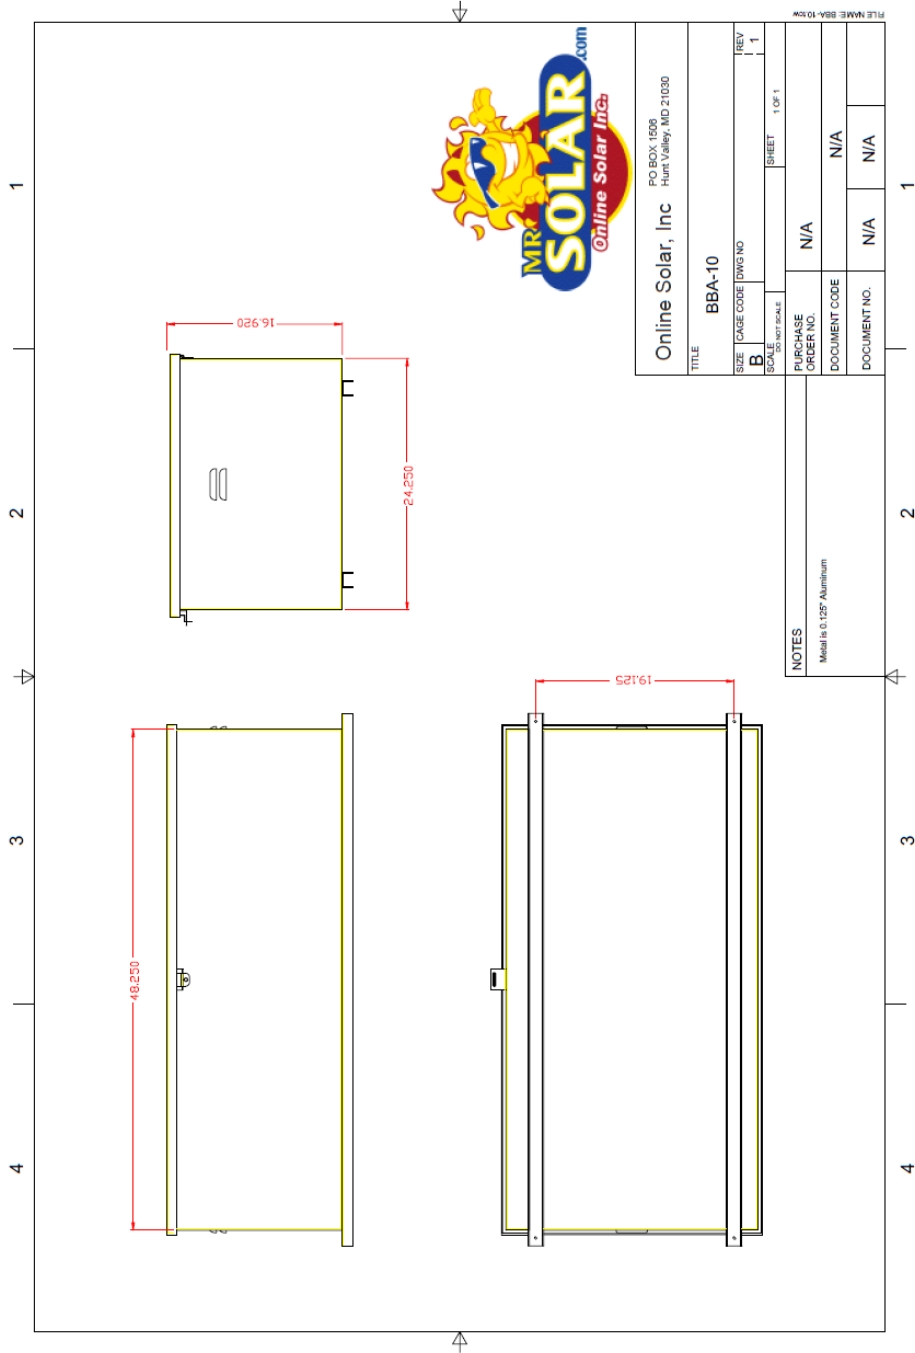 FILE NAME: BBA-10.tcw
1
2
3
4
16.920
24.250
48.250
19.125
MR
SOLAR
.com
Online Solar Inc.
Online Solar, Inc
PO BOX 1506
Hunt Valley, MD 21030
TITLE
BBA-10
SIZE
B
CAGE CODE
DWG NO
REV
1
SCALE
DO NOT SCALE
SHEET
1 OF 1
PURCHASE
ORDER NO.
N/A
DOCUMENT CODE
N/A
DOCUMENT NO.
N/A
N/A
NOTES
Metal is 0.125" Aluminum
1
2
3
4